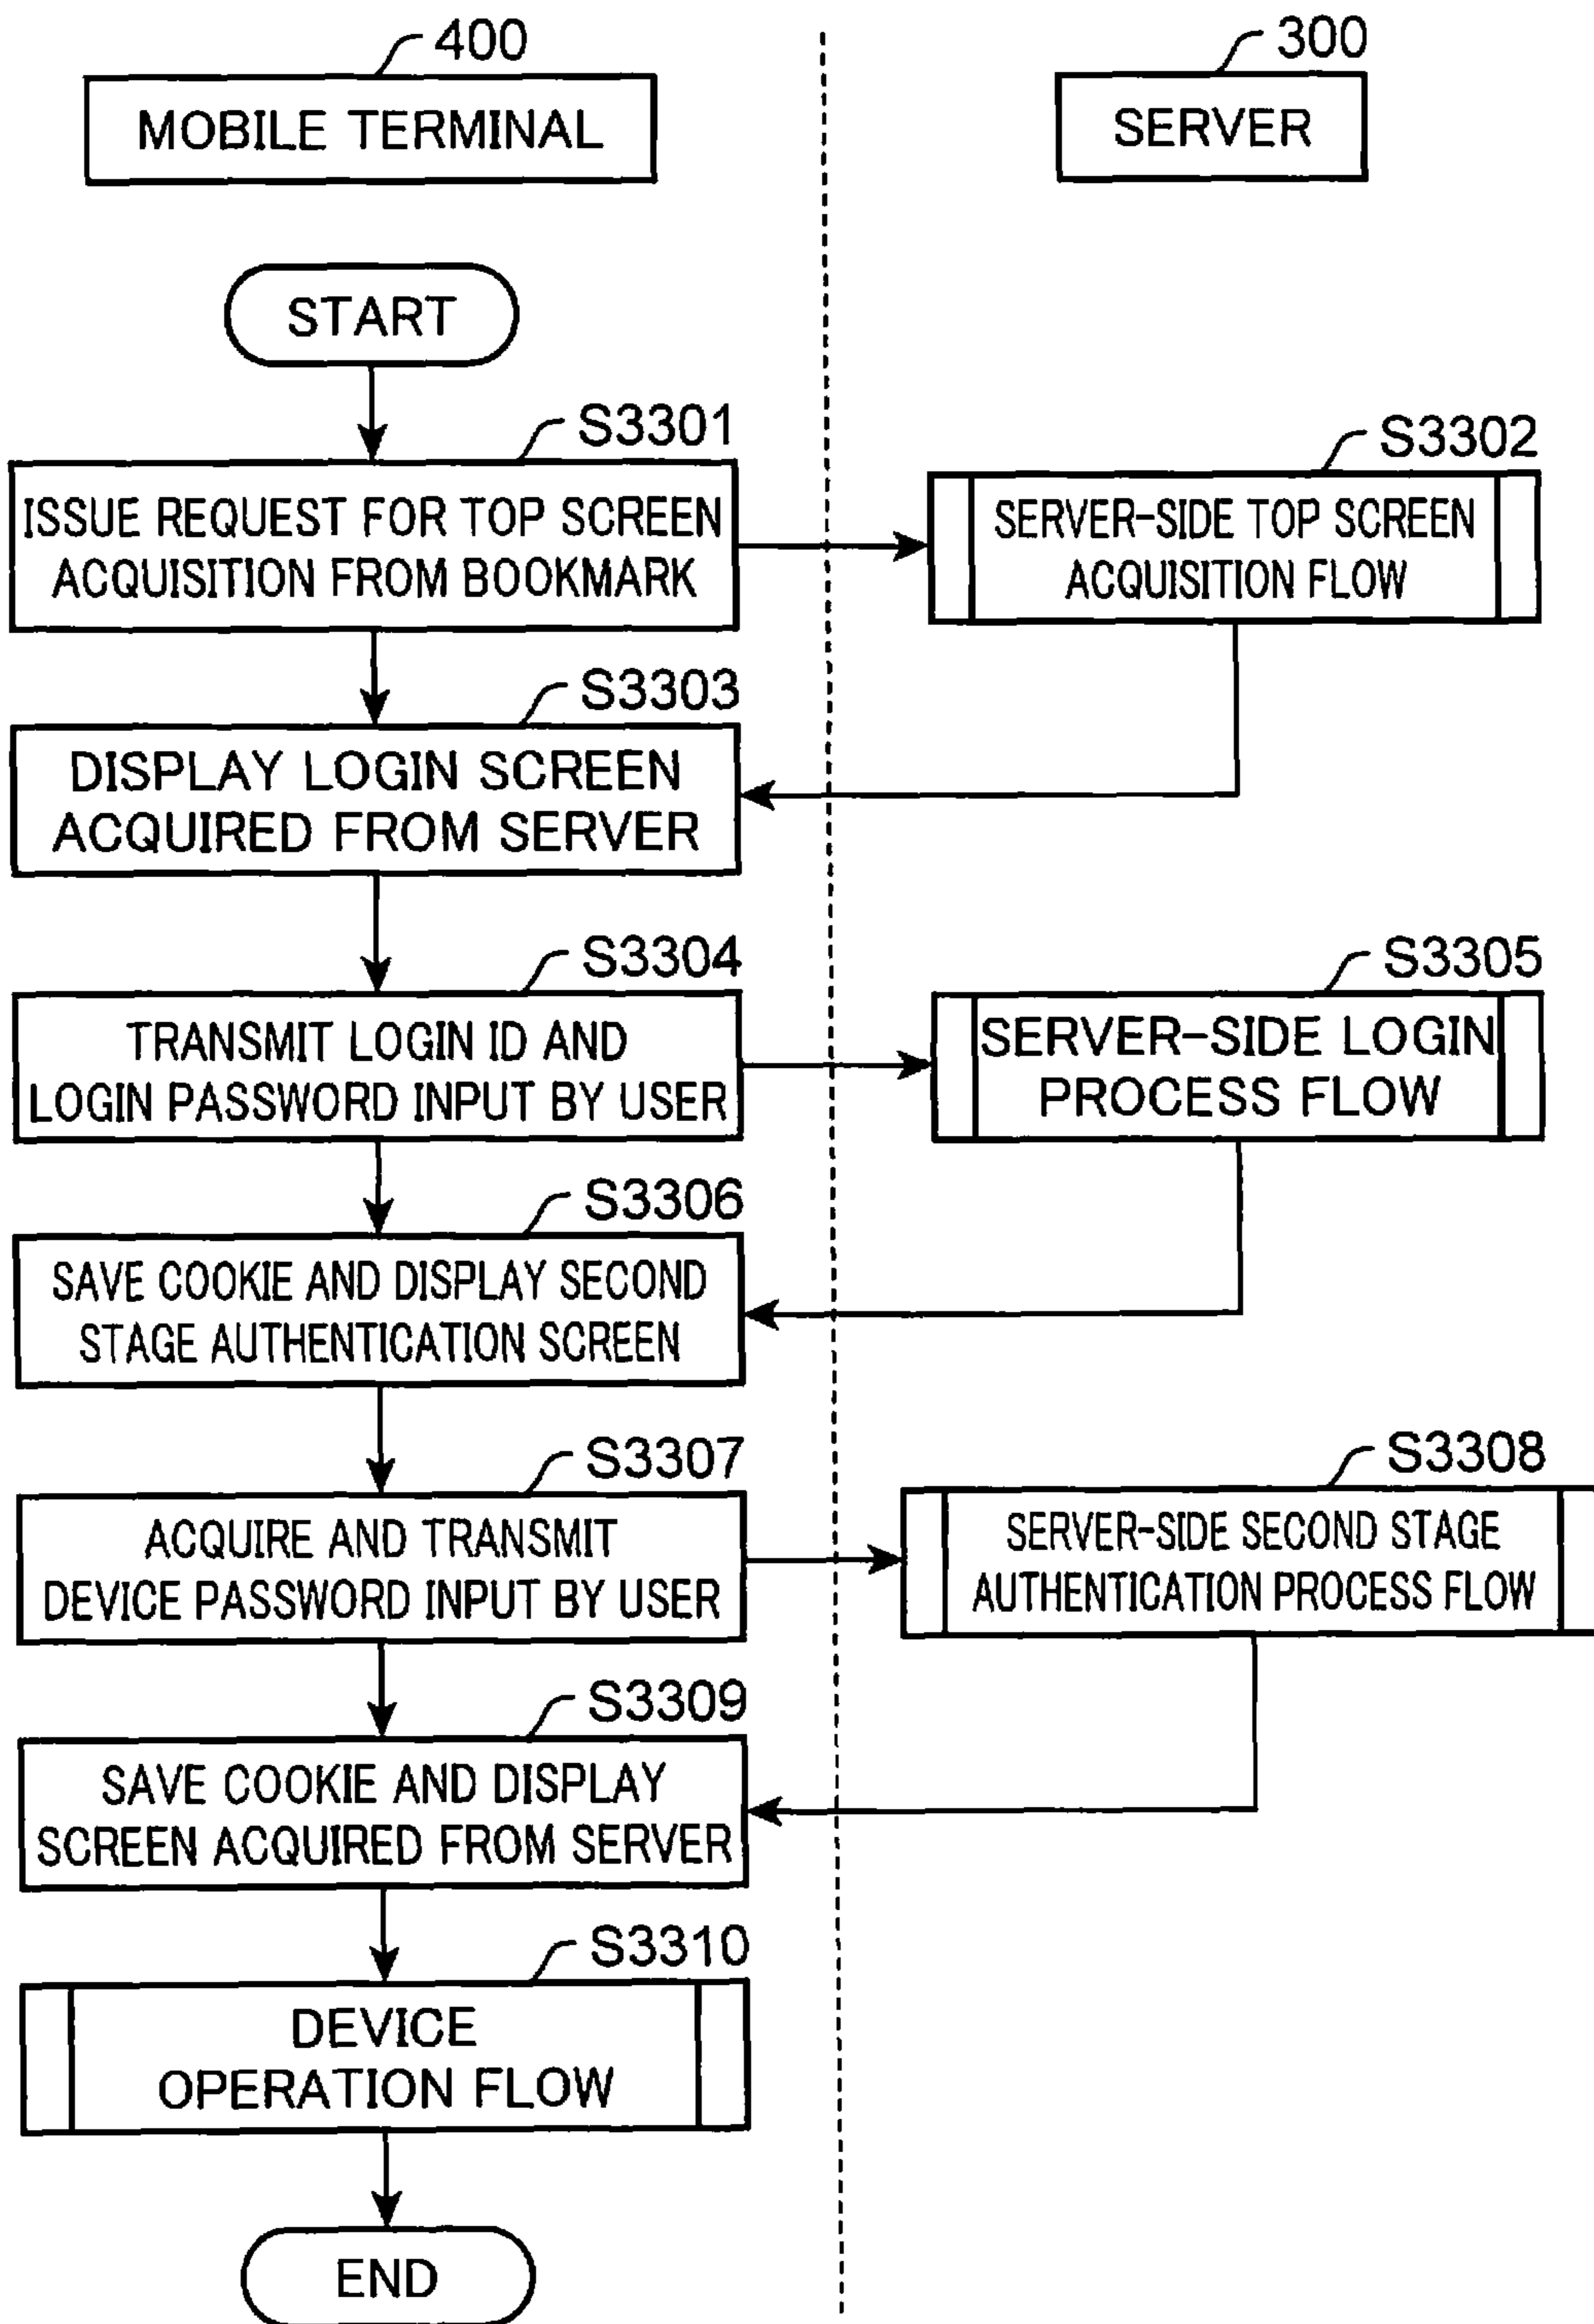 400
300
MOBILE TERMINAL
SERVER
START
S3301
S3302
ISSUE REQUEST FOR TOP SCREEN
ACQUISITION FROM BOOKMARK
SERVER-SIDE TOP SCREEN
ACQUISITION FLOW
S3303
DISPLAY LOGIN SCREEN
ACQUIRED FROM SERVER
S3304
S3305
TRANSMIT LOGIN ID AND
LOGIN PASSWORD INPUT BY USER
SERVER-SIDE LOGIN
PROCESS FLOW
S3306
SAVE COOKIE AND DISPLAY SECOND
STAGE AUTHENTICATION SCREEN
S3307
S3308
ACQUIRE AND TRANSMIT
DEVICE PASSWORD INPUT BY USER
SERVER-SIDE SECOND STAGE
AUTHENTICATION PROCESS FLOW
S3309
SAVE COOKIE AND DISPLAY
SCREEN ACQUIRED FROM SERVER
S3310
DEVICE
OPERATION FLOW
END